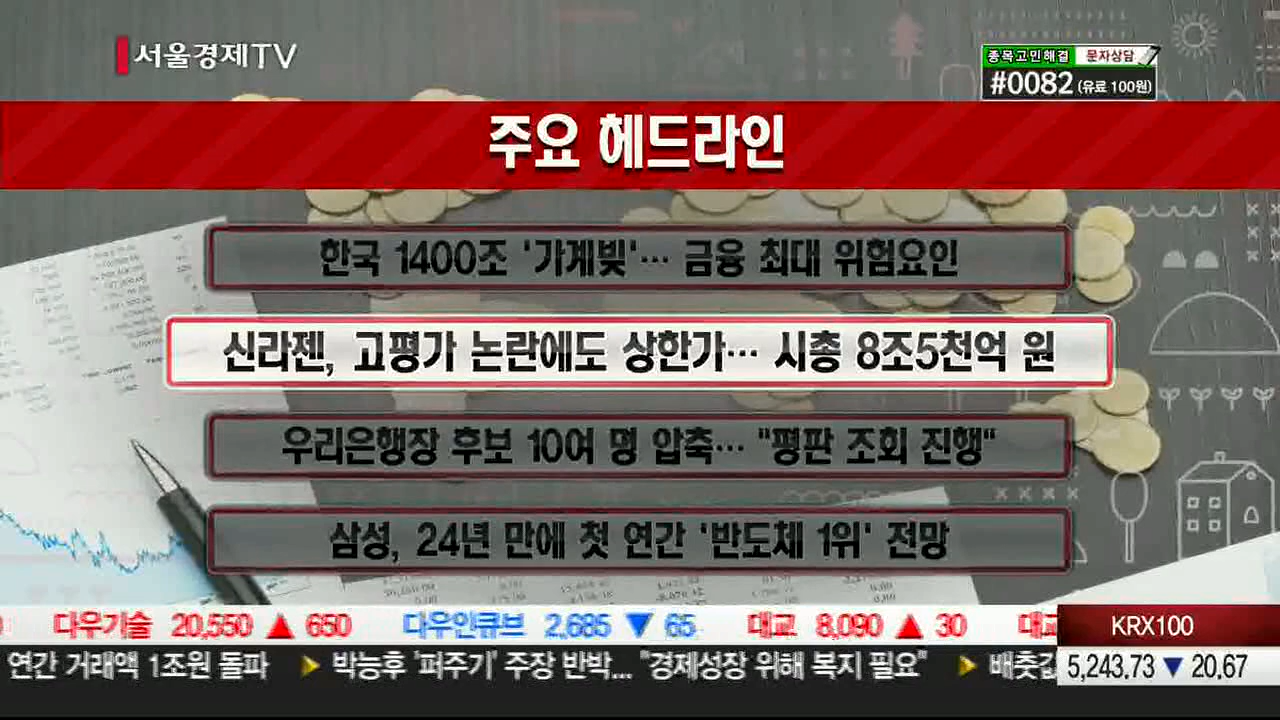 서울경제TV
종목고민해결 문자상담
#0082 (유료 100원)
주요 헤드라인
한국 1400조 '가계빚'… 금융 최대 위험요인
신라젠, 고평가 논란에도 상한가… 시총 8조5천억 원
우리은행장 후보 10여 명 압축… "평판 조회 진행"
삼성, 24년 만에 첫 연간 '반도체 1위' 전망
다우기술 20,550 ▲ 650 다우인큐브 2,685 ▼ 65 대교 8,090 ▲ 30
KRX100
연간 거래액 1조원 돌파 ▶ 박능후 '퍼주기' 주장 반박... "경제성장 위해 복지 필요" ▶ 배춧값
5,243.73 ▼ 20.67